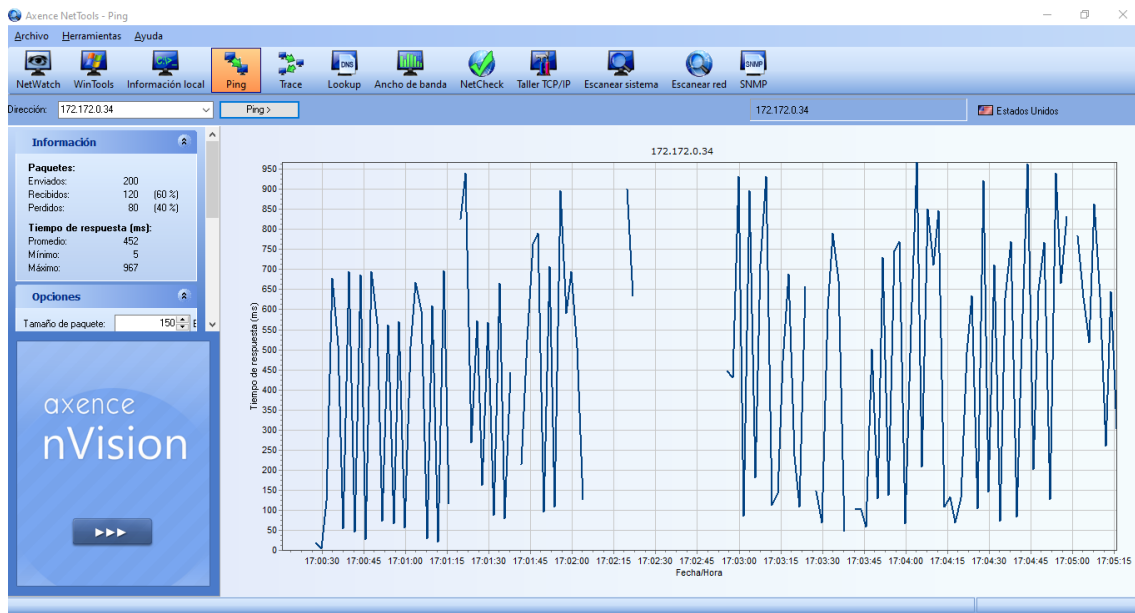 Axence NetTools - Ping
Archivo Herramientas Ayuda
NetWatch WinTools Información local Ping Trace Lookup Ancho de banda NetCheck Taller TCP/IP Escanear sistema Escanear red SNMP
DNS
SNMP
Dirección: 172.172.0.34 Ping > 172.172.0.34 Estados Unidos
Información
Paquetes:
Enviados: 200
Recibidos: 120 (60 %)
Perdidos: 80 (40 %)
Tiempo de respuesta (ms):
Promedio: 452
Mínimo: 5
Máximo: 967
Opciones
Tamaño de paquete: 150
axence
nVision
172.172.0.34
950
900
850
800
750
700
650
600
550
500
450
400
350
300
250
200
150
100
50
0
Tiempo de respuesta (ms)
17:00:30 17:00:45 17:01:00 17:01:15 17:01:30 17:01:45 17:02:00 17:02:15 17:02:30 17:02:45 17:03:00 17:03:15 17:03:30 17:03:45 17:04:00 17:04:15 17:04:30 17:04:45 17:05:00 17:05:15
Fecha/Hora